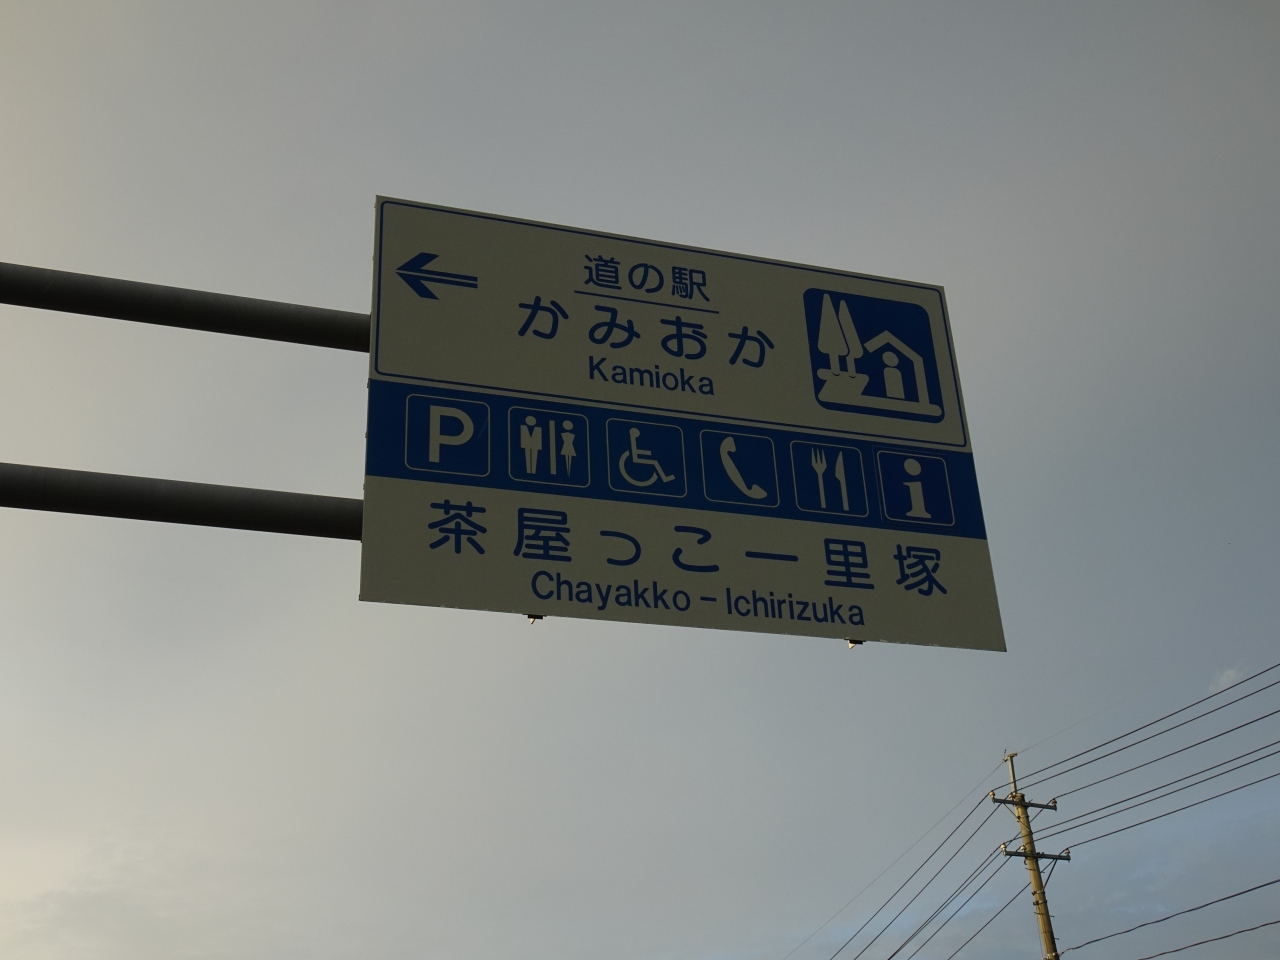 道の駅
かみおか
Kamioka
P
i
茶屋っこ一里塚
Chayakko-Ichirizuka